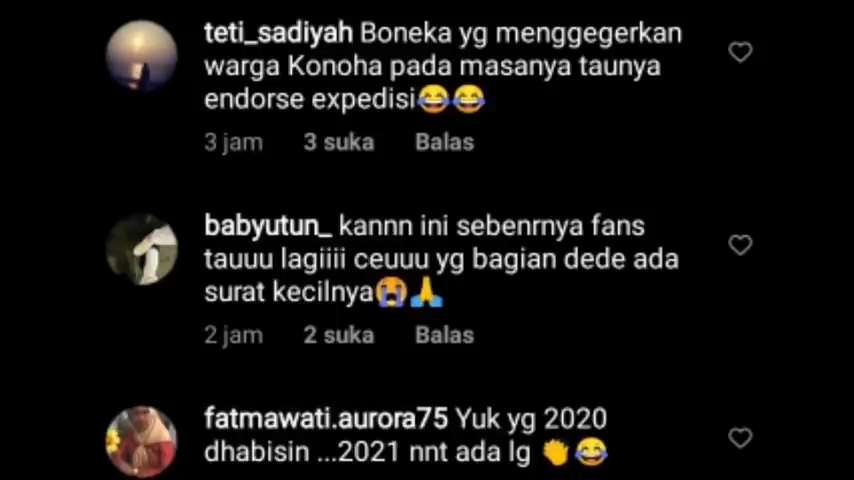 teti_sadiyah Boneka yg menggegerkan
warga Konoha pada masanya taunya
endorse expedisi😂😂
3 jam 3 suka Balas
babyutun_ kannn ini sebenrnya fans
tauuu lagiiii ceuuu yg bagian dede ada
surat kecilnya😭🙏
2 jam 2 suka Balas
fatmawati.aurora75 Yuk yg 2020
dhabisin ...2021 nnt ada lg 👏😂